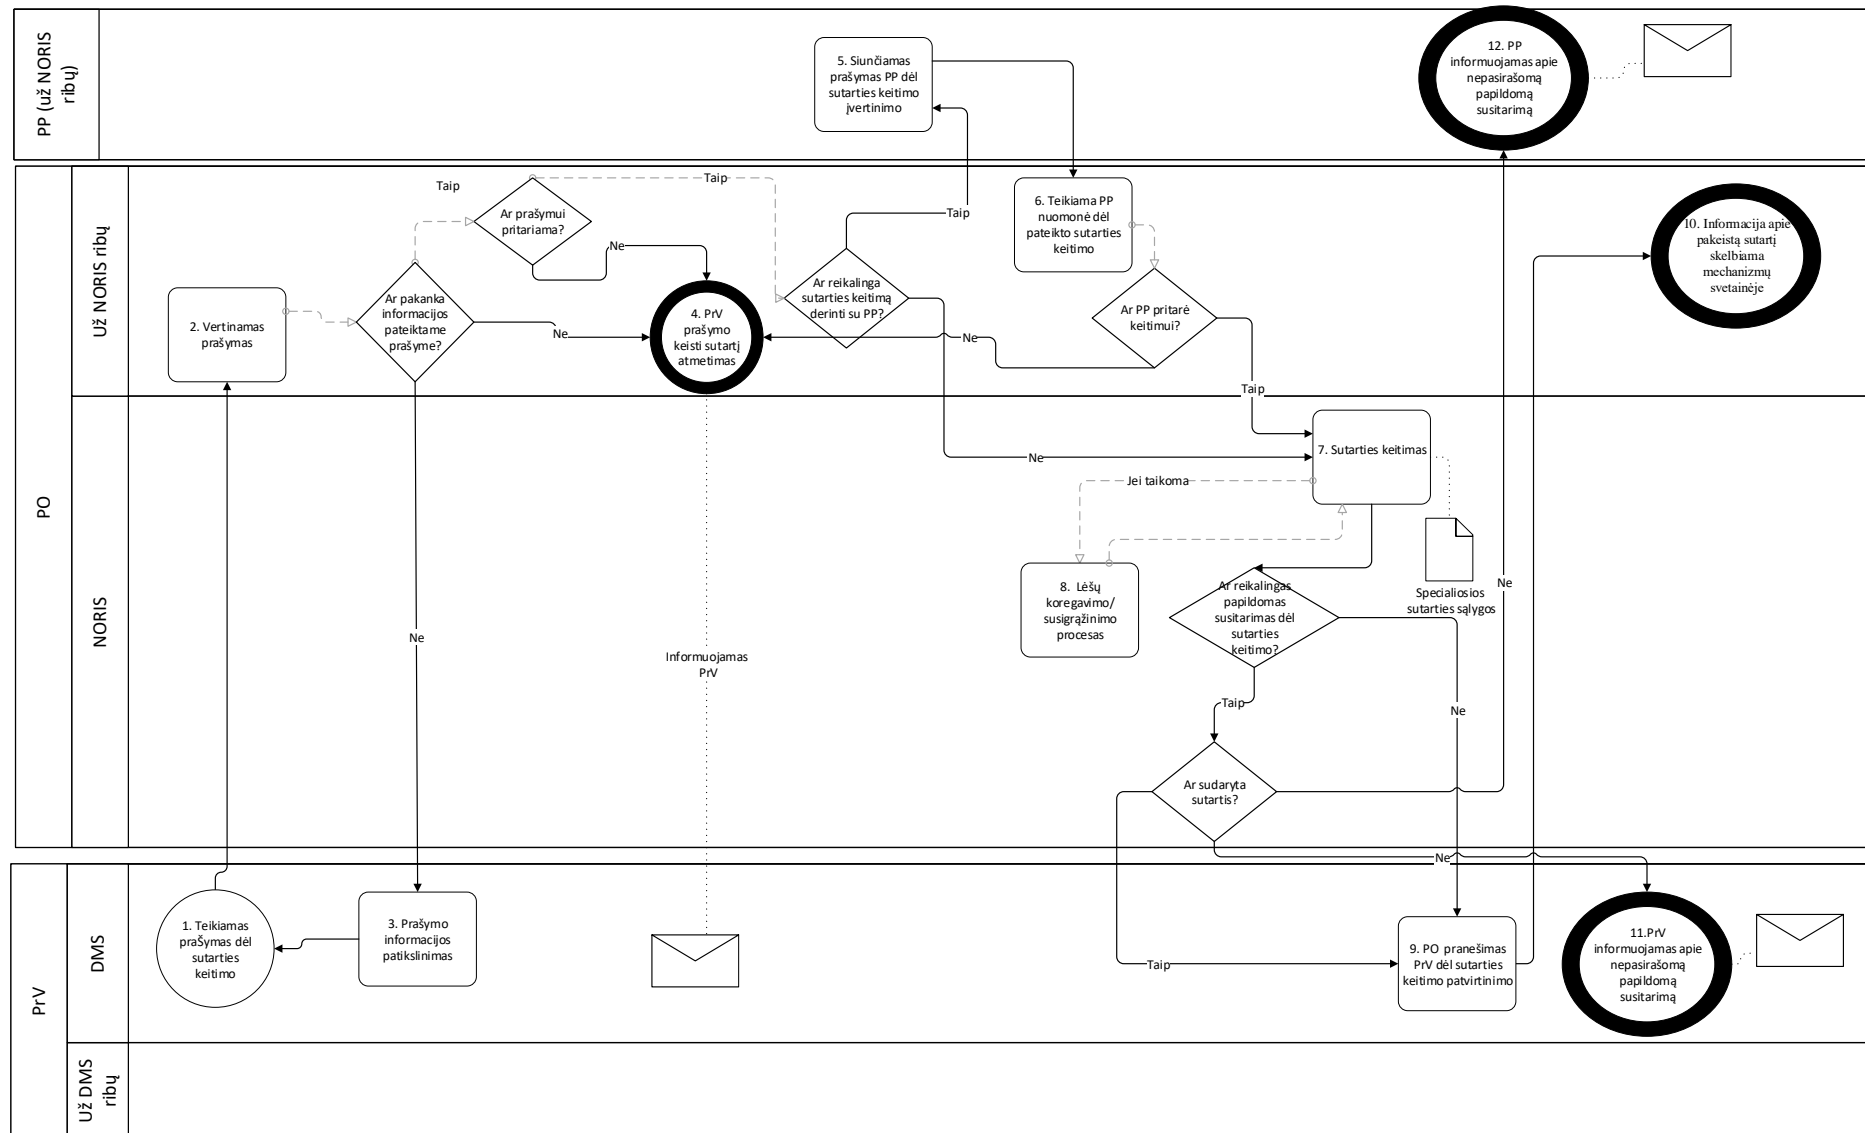 PP (už NORIS
ribų)
5. Siunčiamas
prašymas PP dėl
sutarties keitimo
įvertinimo
12. PP
informuojamas apie
nepasirašomą
papildomą
susitarimą
PO
Už NORIS ribų
Taip
Ar prašymui
pritariama?
Taip
Ne
2. Vertinamas
prašymas
Ar pakanka
informacijos
pateiktame
prašyme?
Ne
4. PrV
prašymo
keisti sutartį
atmetimas
Ar reikalinga
sutarties keitimą
derinti su PP?
Taip
6. Teikiama PP
nuomonė dėl
pateikto sutarties
keitimo
Ar PP pritarė
keitimui?
Ne
Taip
10. Informacija apie
pakeistą sutartį
skelbiama
mechanizmų
svetainėje
NORIS
Ne
Ne
7. Sutarties keitimas
Jei taikoma
8. Lėšų
koregavimo/
susigrąžinimo
procesas
Specialiosios
sutarties sąlygos
Ar reikalingas
papildomas
susitarimas dėl
sutarties
keitimo?
Ne
Informuojamas
PrV
Taip
Ne
Ar sudaryta
sutartis?
Ne
PrV
DMS
1. Teikiamas
praŠymas dėl
sutarties
keitimo
3. Prašymo
informacijos
patikslinimas
Taip
9. PO pranešimas
PrV dėl sutarties
keitimo patvirtinimo
11.PrV
informuojamas apie
nepasirašomą
papildomą
susitarimą
Už DMS
ribų